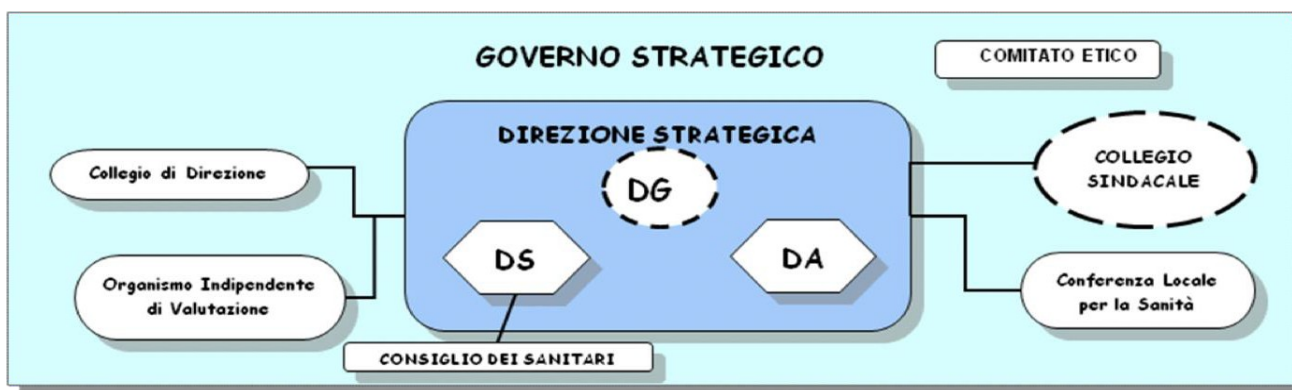 GOVERNO STRATEGICO
COMITATO ETICO
DIREZIONE STRATEGICA
Collegio di Direzione
DG
COLLEGIO
SINDACALE
DS
DA
Organismo Indipendente
di Valutazione
Conferenza Locale
per la Sanità
CONSIGLIO DEI SANITARI